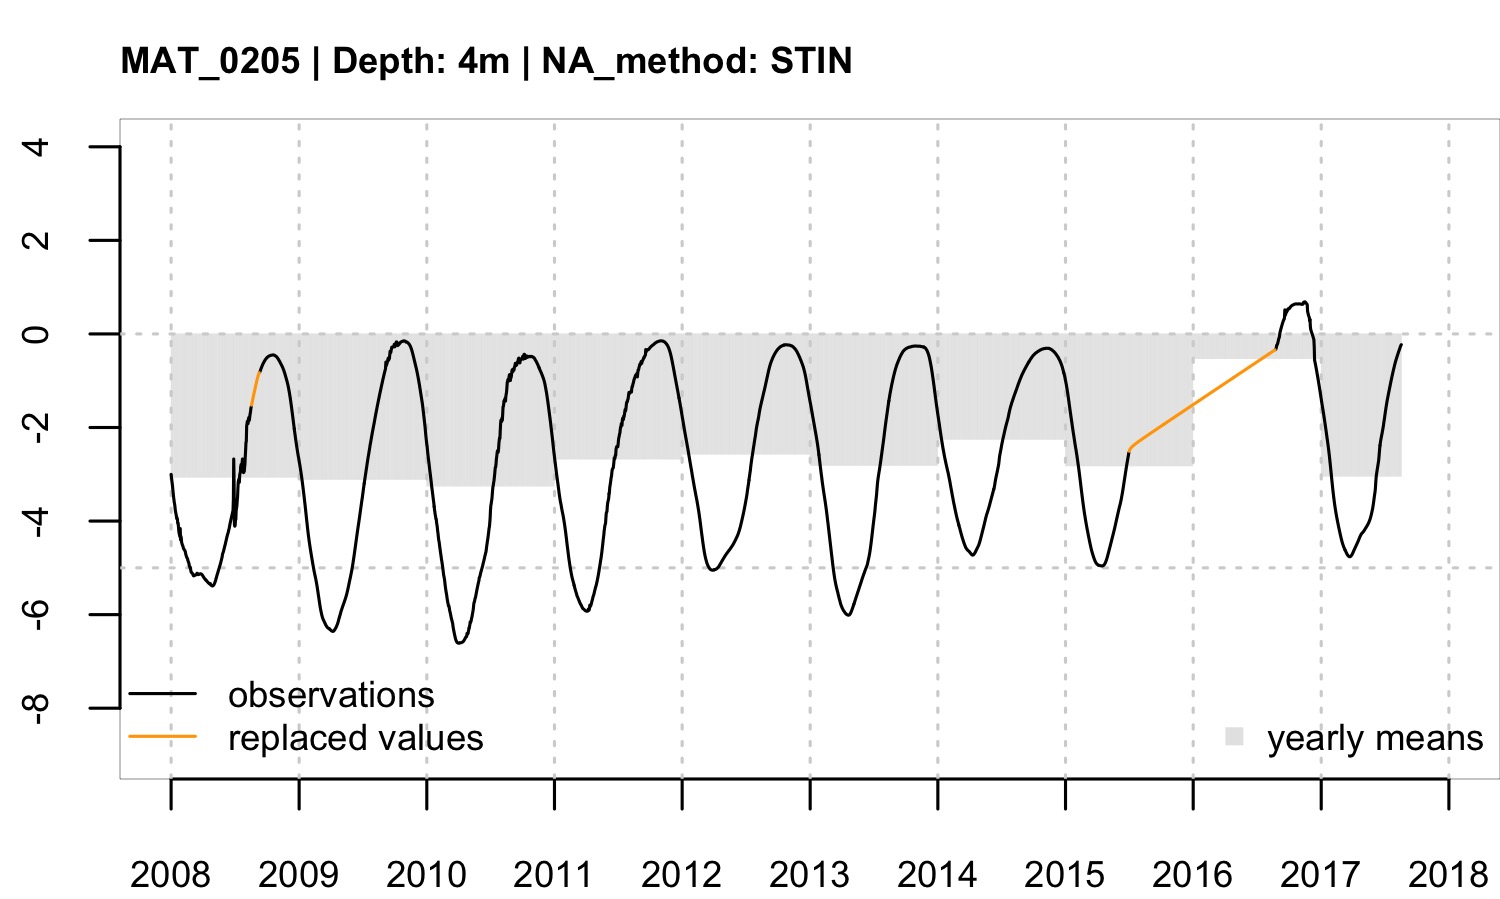 MAT_0205 | Depth: 4m | NA_method: STIN
4
2
0
-2
-4
-6
-8
observations
replaced values
yearly means
2008 2009 2010 2011 2012 2013 2014 2015 2016 2017 2018